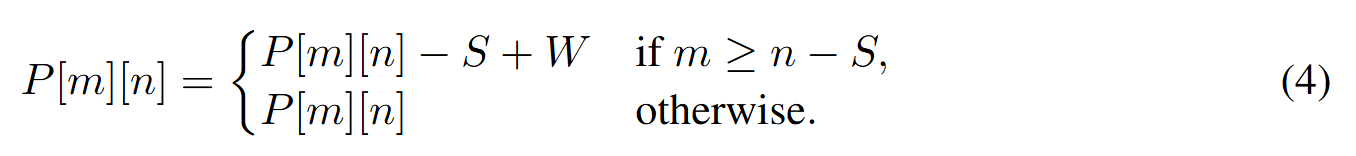 P[m][n] = { P[m][n] − S + W if m ≥ n − S,
P[m][n] otherwise. (4)